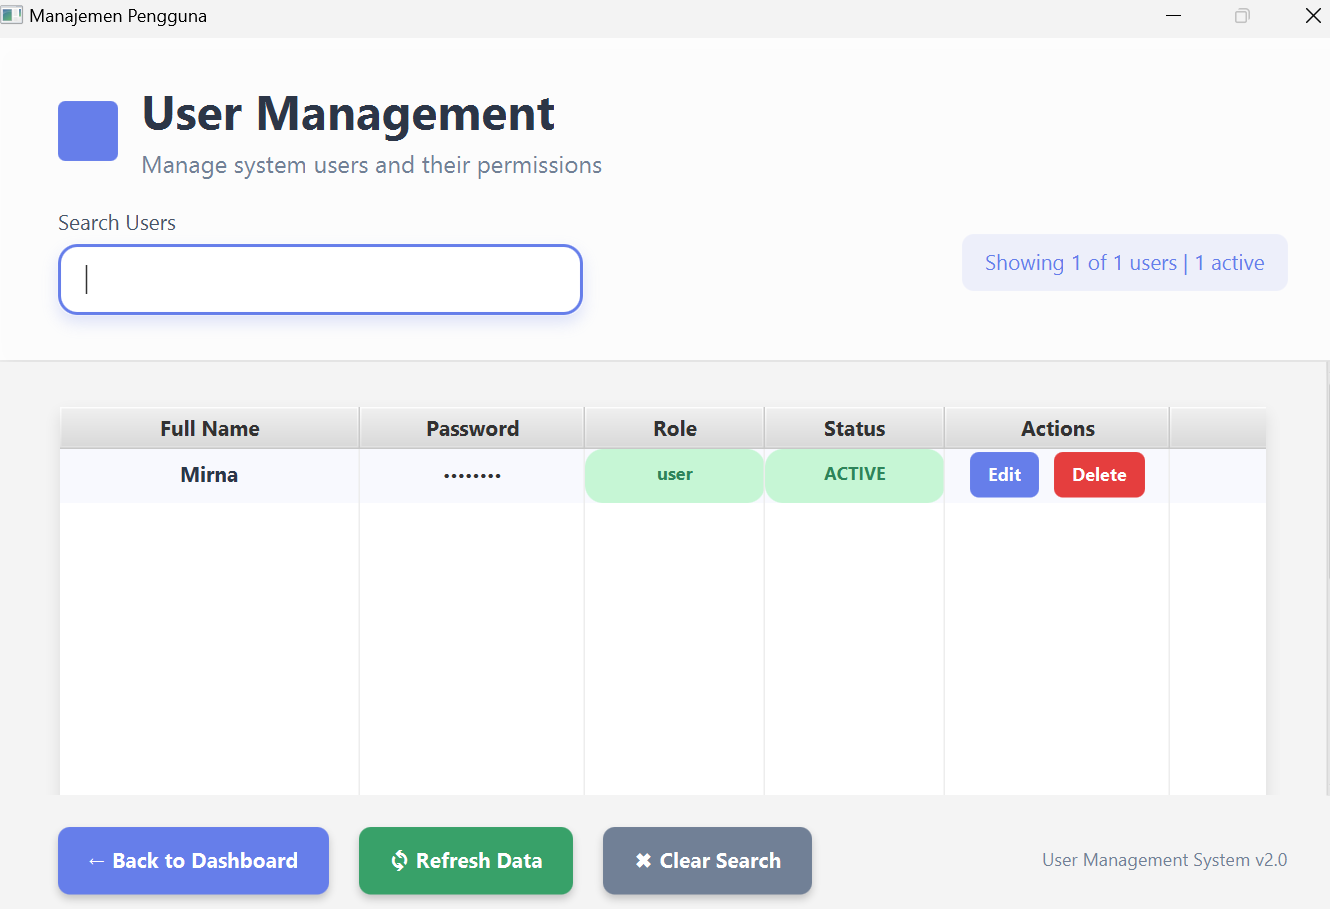 Manajemen Pengguna
User Management
Manage system users and their permissions
Search Users
Showing 1 of 1 users | 1 active
Full Name Password Role Status Actions
Mirna •••••••• user ACTIVE Edit Delete
← Back to Dashboard Refresh Data ✖ Clear Search User Management System v2.0